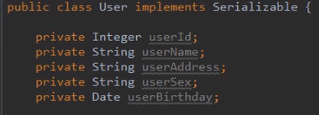 public class User implements Serializable {
private Integer userId;
private String userName;
private String userAddress;
private String userSex;
private Date userBirthday;